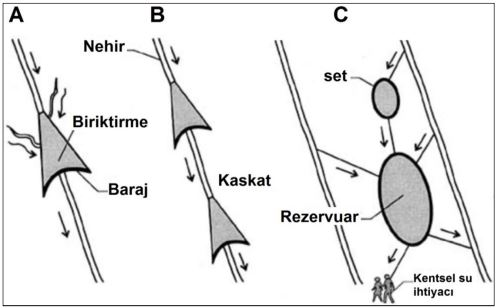 A
B
C
Nehir
set
Biriktirme
Baraj
Kaskat
Rezervuar
Kentsel su
ihtiyacı